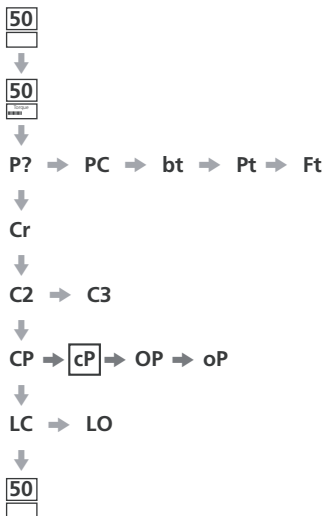 50
50
Torque
P? PC bt Pt Ft
Cr
C2 C3
CP cP OP oP
LC LO
50